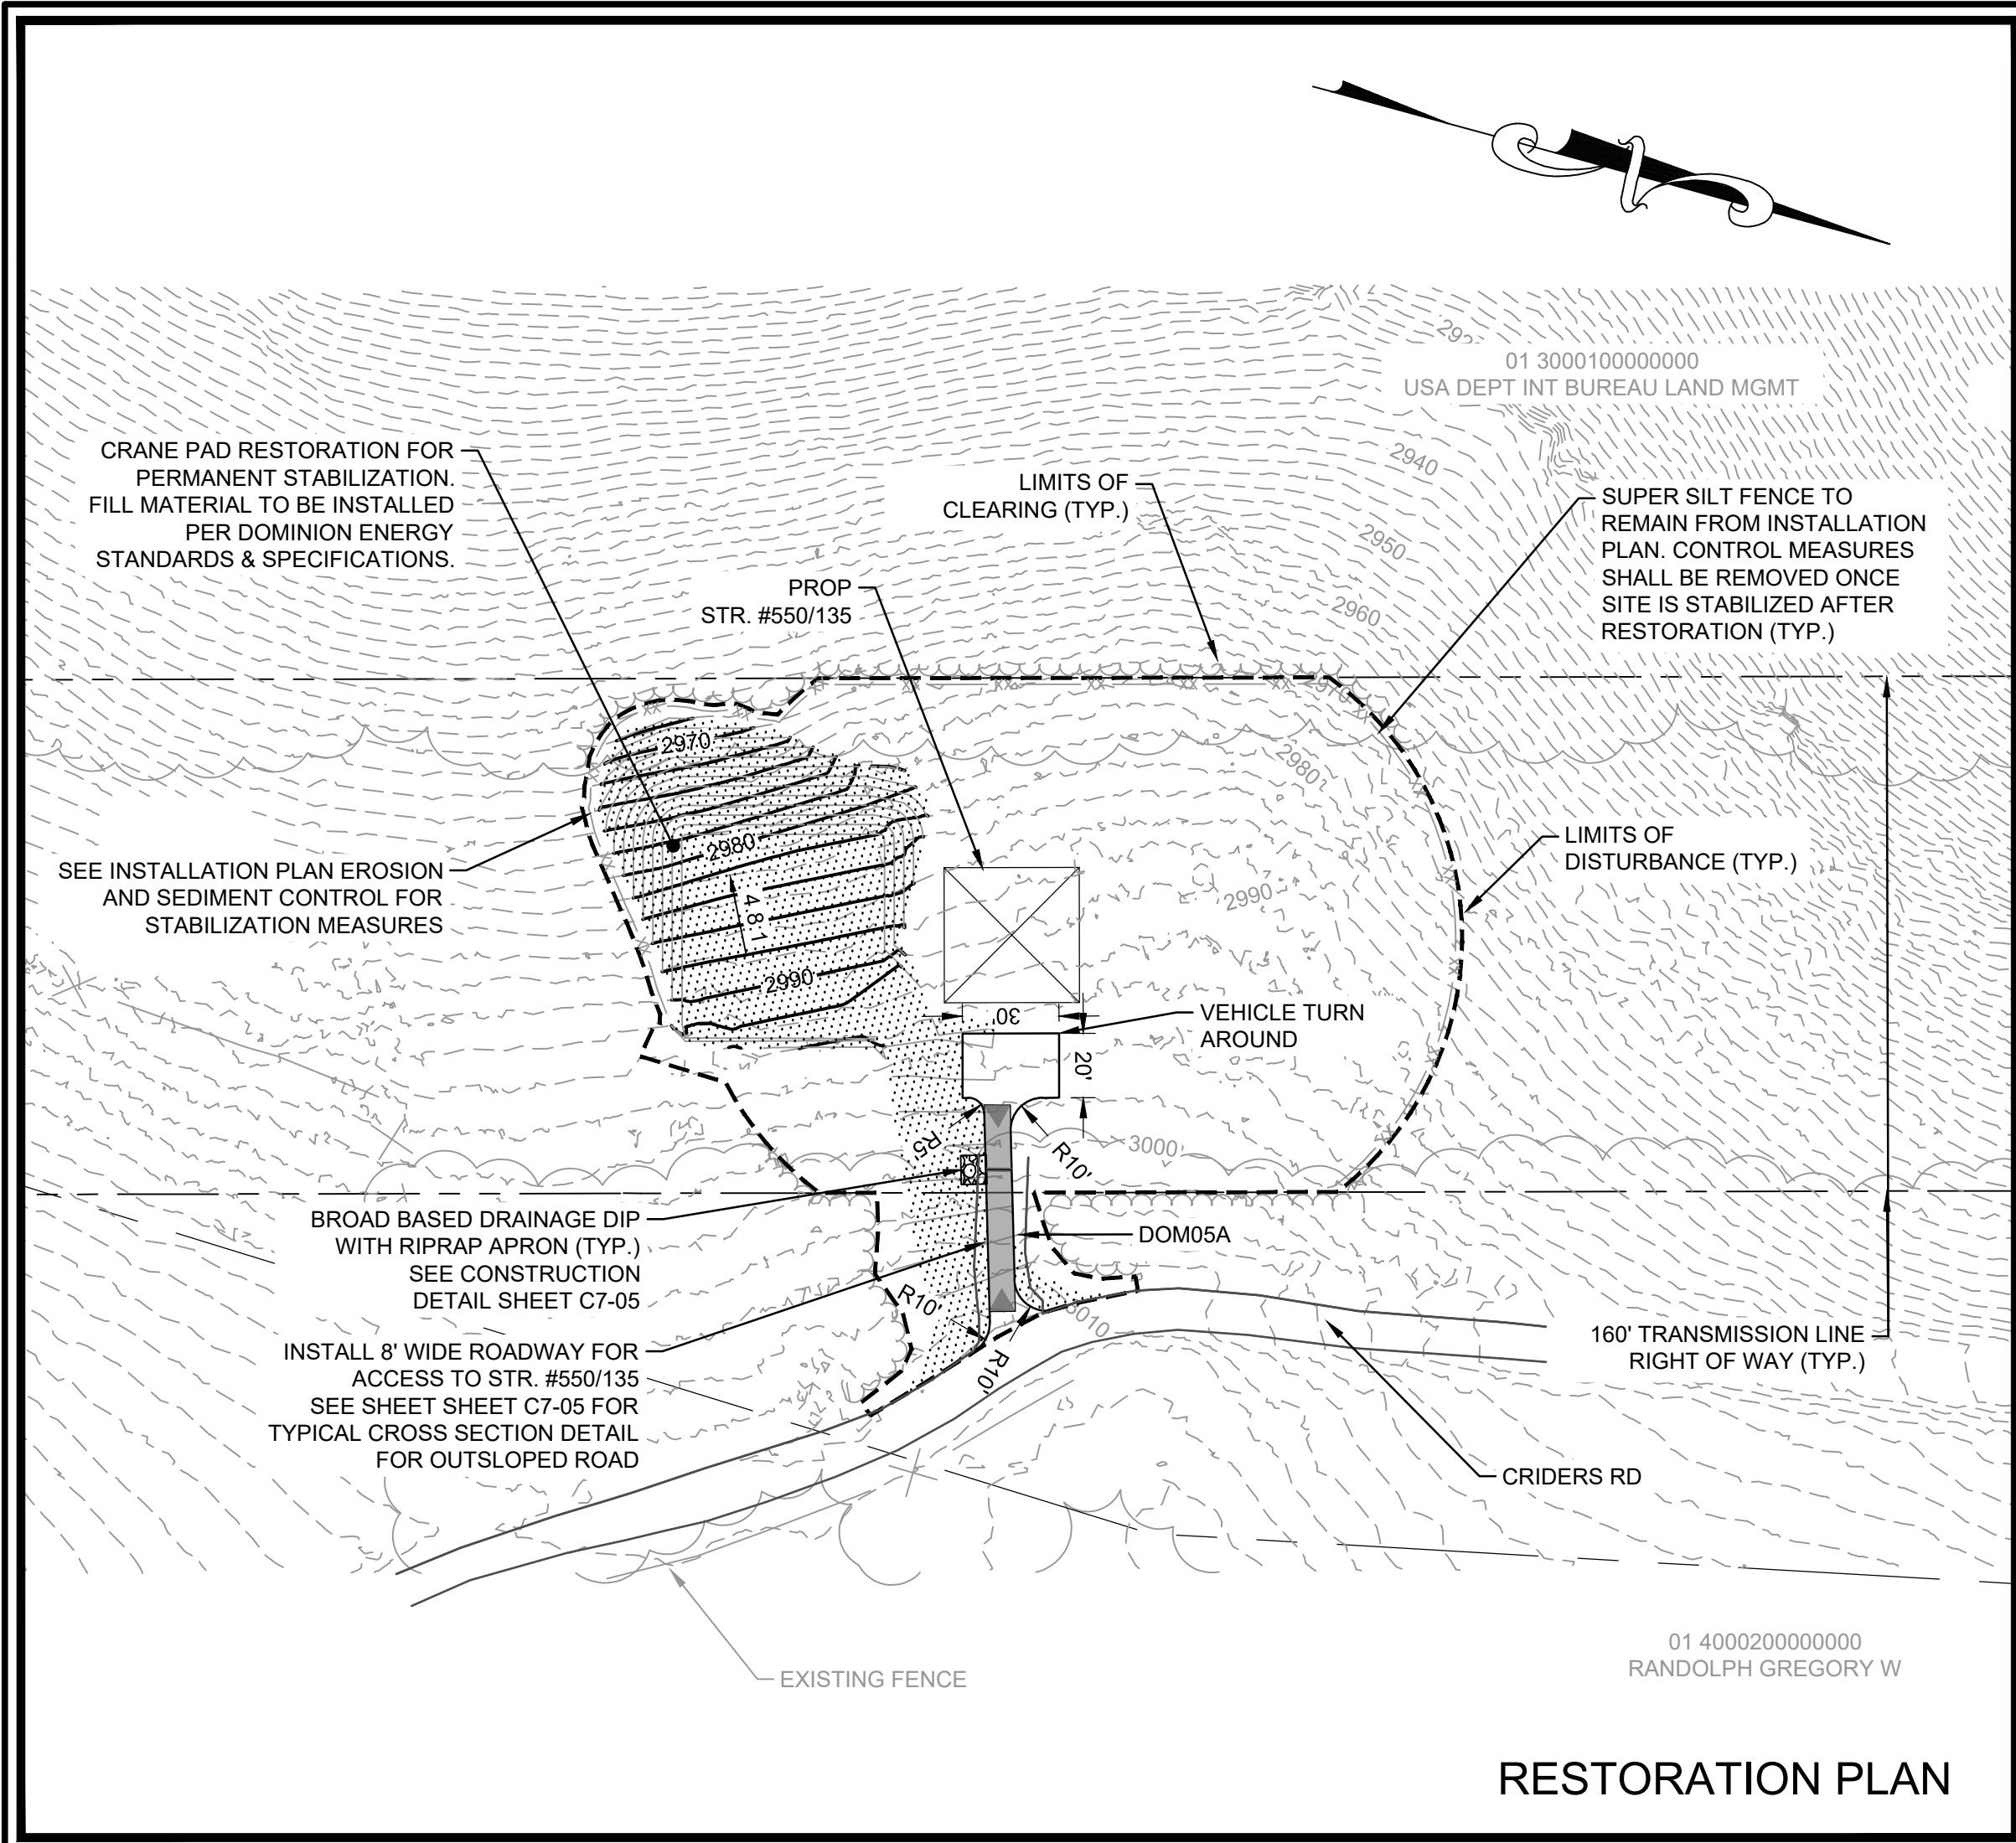 292
01 3000100000000
USA DEPT INT BUREAU LAND MGMT
CRANE PAD RESTORATION FOR
PERMANENT STABILIZATION.
FILL MATERIAL TO BE INSTALLED
PER DOMINION ENERGY
STANDARDS & SPECIFICATIONS.
LIMITS OF
CLEARING (TYP.)
2940
2950
2960
2970
2980
2990
3000
3010
SUPER SILT FENCE TO
REMAIN FROM INSTALLATION
PLAN. CONTROL MEASURES
SHALL BE REMOVED ONCE
SITE IS STABILIZED AFTER
RESTORATION (TYP.)
PROP
STR. #550/135
2970
2980
4.8:1
2990
SEE INSTALLATION PLAN EROSION
AND SEDIMENT CONTROL FOR
STABILIZATION MEASURES
LIMITS OF
DISTURBANCE (TYP.)
30'
20'
VEHICLE TURN
AROUND
R5'
R10'
BROAD BASED DRAINAGE DIP
WITH RIPRAP APRON (TYP.)
SEE CONSTRUCTION
DETAIL SHEET C7-05
DOM05A
R10'
R10'
INSTALL 8' WIDE ROADWAY FOR
ACCESS TO STR. #550/135
SEE SHEET SHEET C7-05 FOR
TYPICAL CROSS SECTION DETAIL
FOR OUTSLOPED ROAD
160' TRANSMISSION LINE
RIGHT OF WAY (TYP.)
CRIDERS RD
EXISTING FENCE
01 4000200000000
RANDOLPH GREGORY W
RESTORATION PLAN